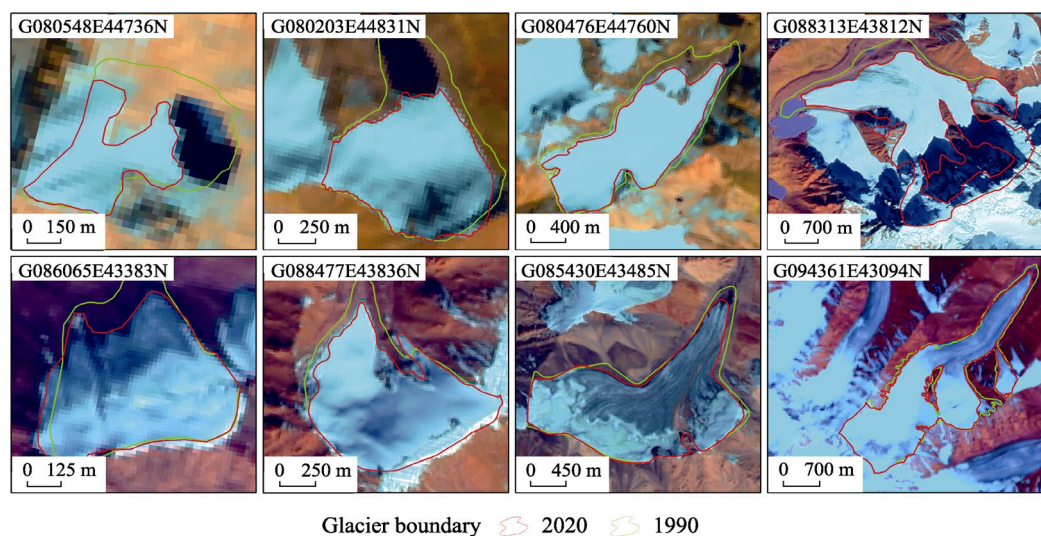 G080548E44736N
G080203E44831N
G080476E44760N
G088313E43812N
0 150 m
0 250 m
0 400 m
0 700 m
G086065E43383N
G088477E43836N
G085430E43485N
G094361E43094N
0 125 m
0 250 m
0 450 m
0 700 m
Glacier boundary 2020 1990